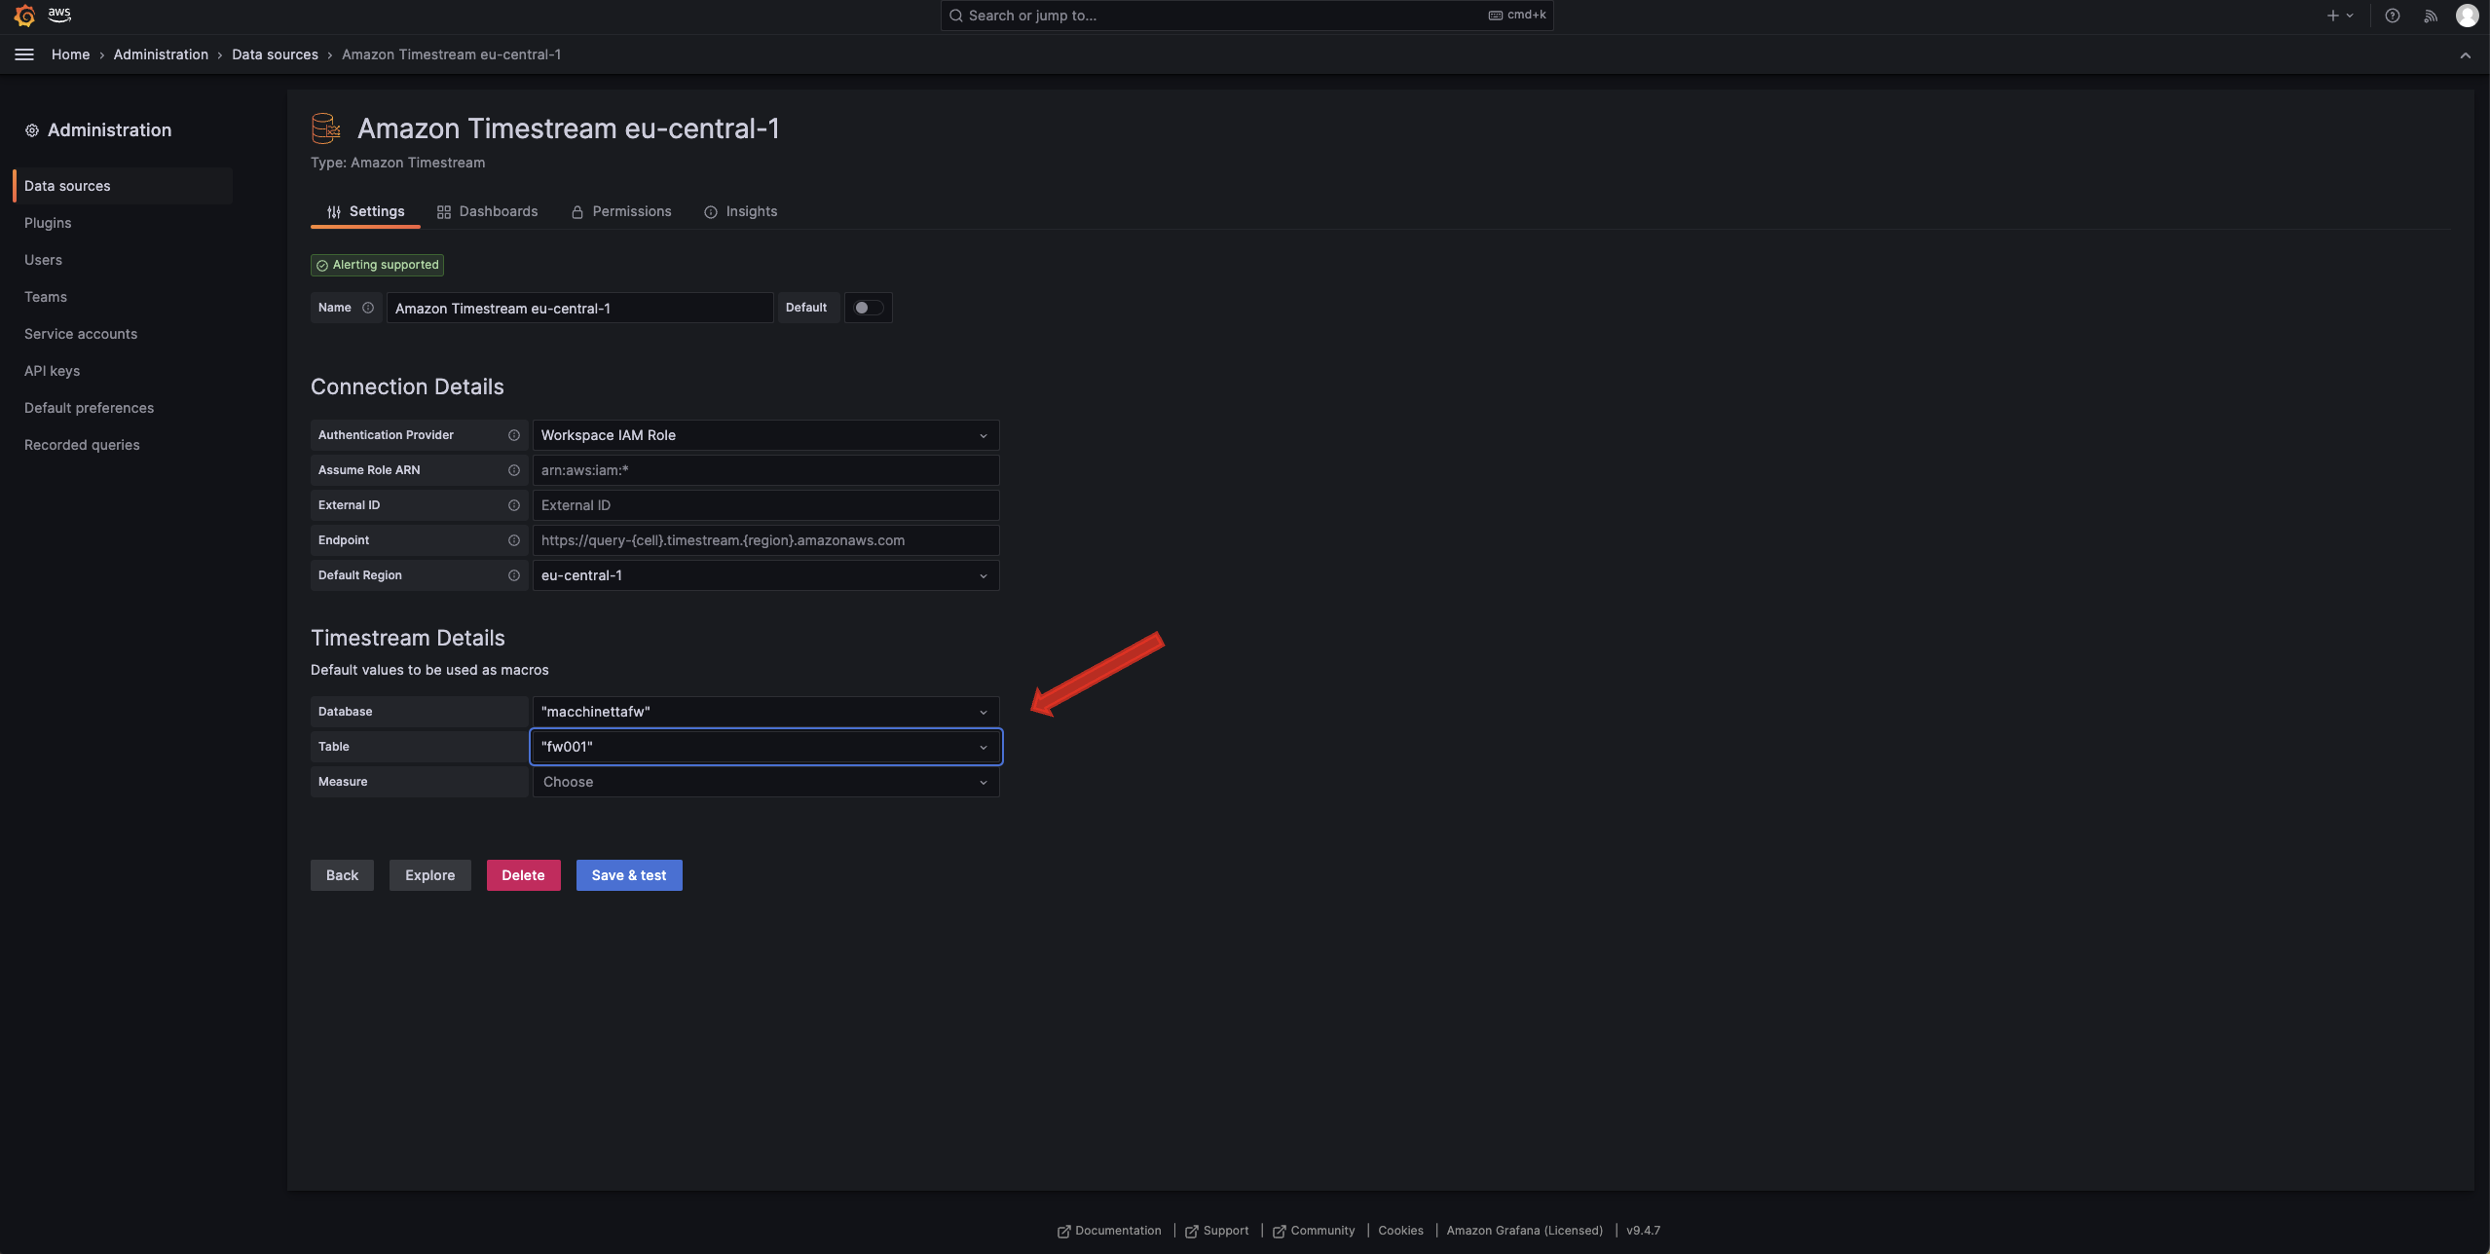 aws
Search or jump to...
cmd+k
Home › Administration › Data sources › Amazon Timestream eu-central-1
Administration
Data sources
Plugins
Users
Teams
Service accounts
API keys
Default preferences
Recorded queries
Amazon Timestream eu-central-1
Type: Amazon Timestream
Settings Dashboards Permissions Insights
Alerting supported
Name Amazon Timestream eu-central-1 Default
Connection Details
Authentication Provider Workspace IAM Role
Assume Role ARN arn:aws:iam:*
External ID External ID
Endpoint https://query-{cell}.timestream.{region}.amazonaws.com
Default Region eu-central-1
Timestream Details
Default values to be used as macros
Database "macchinettafw"
Table "fw001"
Measure Choose
Back Explore Delete Save & test
Documentation | Support | Community | Cookies | Amazon Grafana (Licensed) | v9.4.7